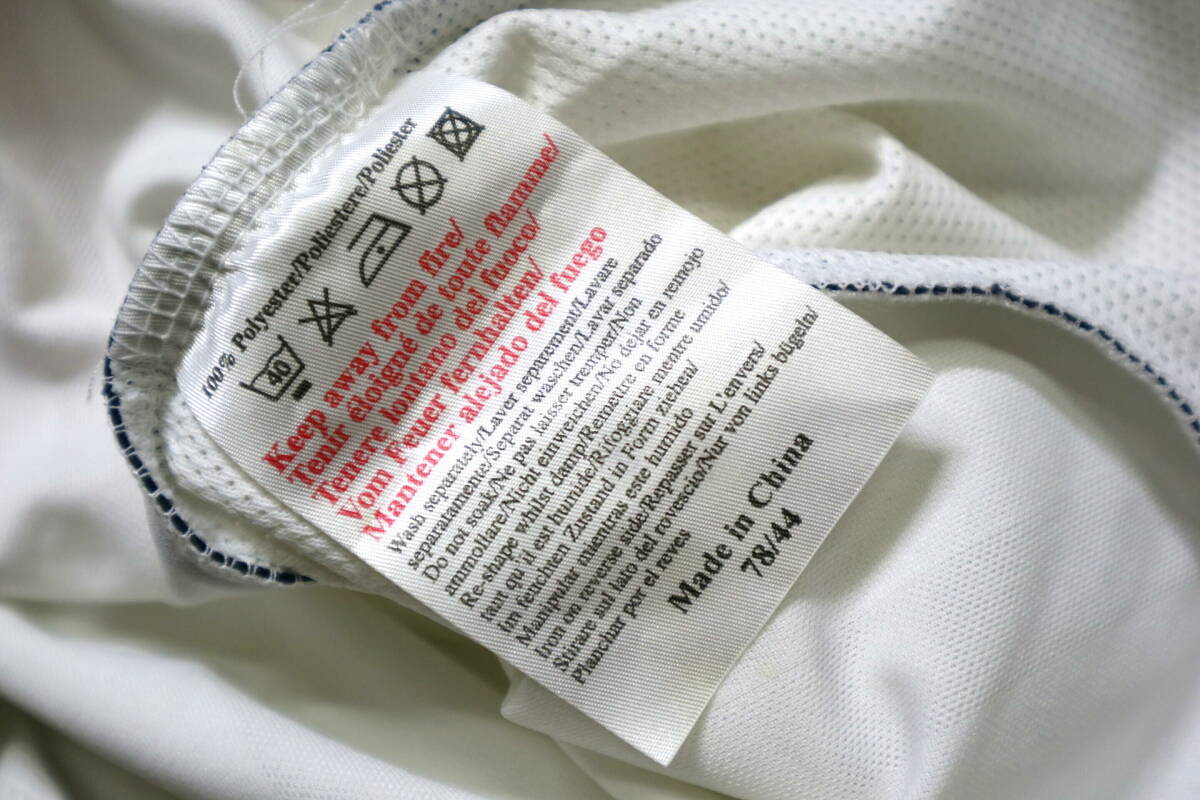 100% Polyester/Poliestere/Poliester
40
Keep away from fire/
Tenir éloigné de toute flamme/
Tenere lontano del fuoco/
Vom Feuer fernhalten/
Mantener alejado del fuego
Wash separately/Laver separement/Lavare
separatamente/Separat waschen/Lavar separado
Do not soak/Ne pas laisser tremper/Non
ammollare/Nicht einweichen/No dejar en remojo
Re-shape whilst damp/Remettre en forme
tant qu'il est humide/Rifoggiare mentre umido/
Im feuchten Zustand in Form ziehen/
Manipular mientras este humido
Iron on reverse side/Repasser sur L'envers/
Stirare sul lato del rovescio/Nur von links bügeln/
Planchar por el reves
Made in China
78/44